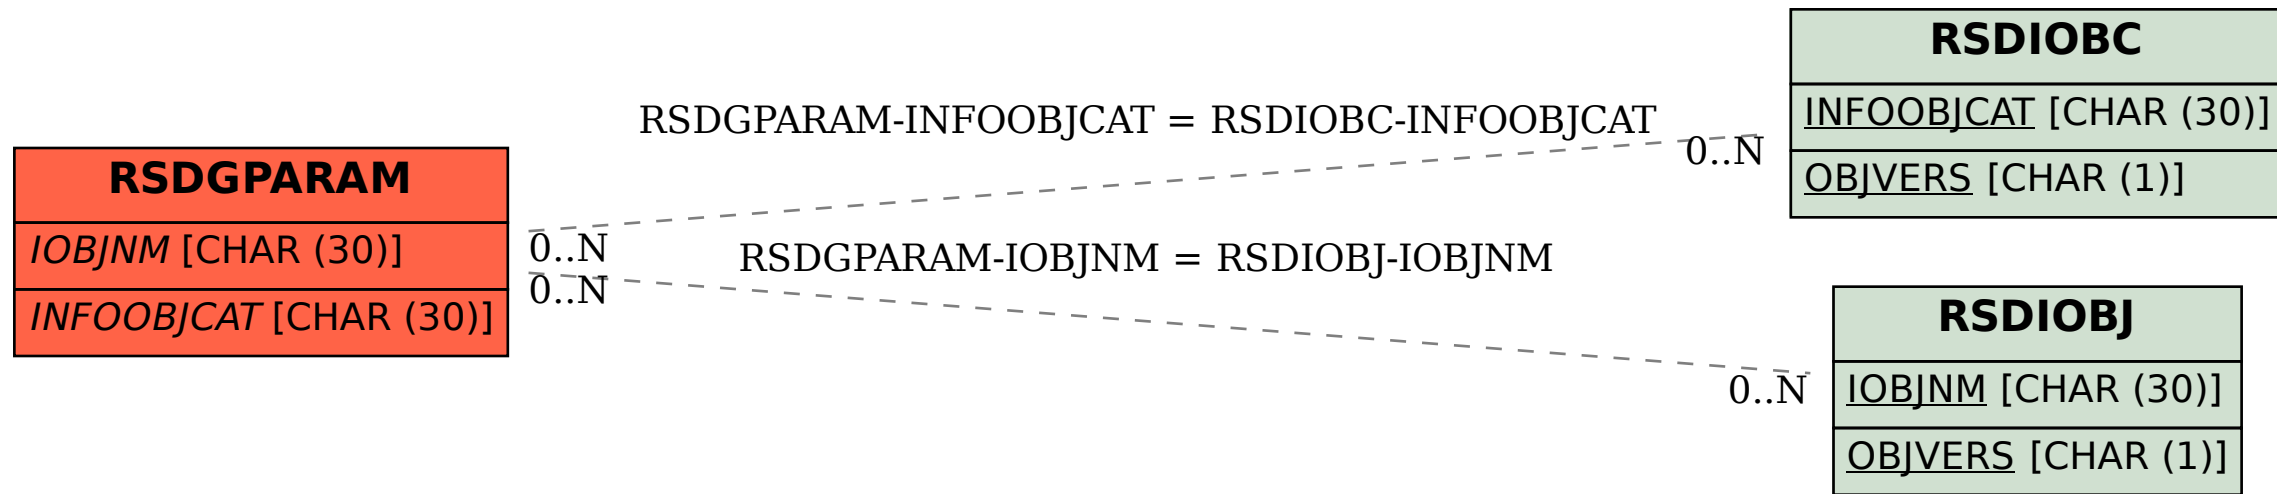 RSDGPARAM
IOBJNM [CHAR (30)]
INFOOBJCAT [CHAR (30)]
RSDGPARAM-INFOOBJCAT = RSDIOBC-INFOOBJCAT
0..N
0..N
RSDGPARAM-IOBJNM = RSDIOBJ-IOBJNM
0..N
0..N
RSDIOBC
INFOOBJCAT [CHAR (30)]
OBJVERS [CHAR (1)]
RSDIOBJ
IOBJNM [CHAR (30)]
OBJVERS [CHAR (1)]